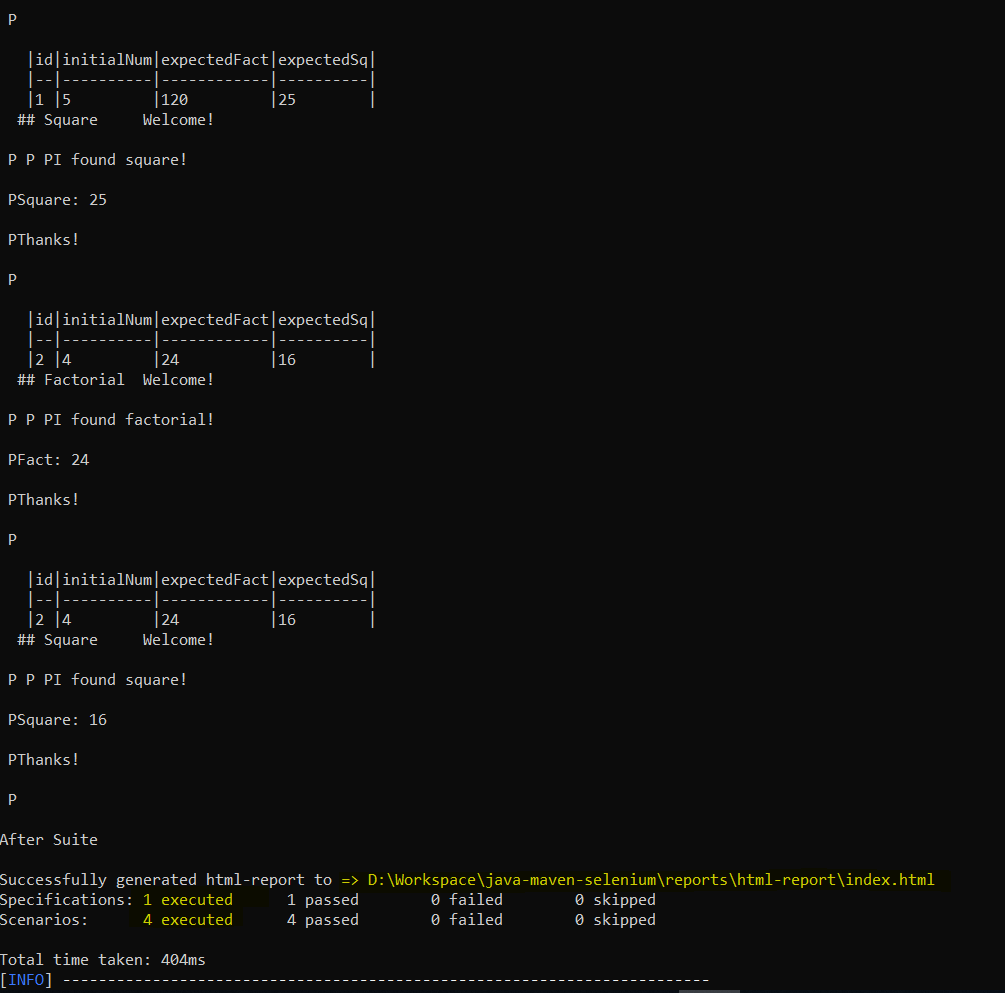 P
|id|initialNum|expectedFact|expectedSq|
|--|----------|------------|----------|
|1 |5         |120         |25        |
## Square     Welcome!
P P PI found square!
PSquare: 25
PThanks!
P
|id|initialNum|expectedFact|expectedSq|
|--|----------|------------|----------|
|2 |4         |24          |16        |
## Factorial  Welcome!
P P PI found factorial!
PFact: 24
PThanks!
P
|id|initialNum|expectedFact|expectedSq|
|--|----------|------------|----------|
|2 |4         |24          |16        |
## Square     Welcome!
P P PI found square!
PSquare: 16
PThanks!
P
After Suite
Successfully generated html-report to => D:\Workspace\java-maven-selenium\reports\html-report\index.html
Specifications: 1 executed      1 passed        0 failed        0 skipped
Scenarios:      4 executed      4 passed        0 failed        0 skipped
Total time taken: 404ms
[INFO] ------------------------------------------------------------------------